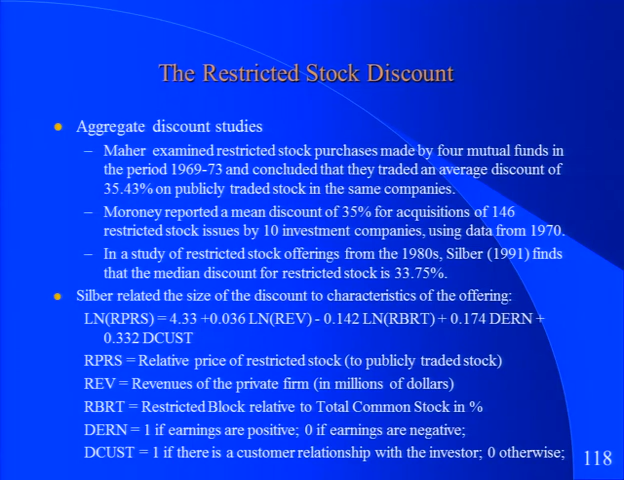 The Restricted Stock Discount
Aggregate discount studies
– Maher examined restricted stock purchases made by four mutual funds in
the period 1969-73 and concluded that they traded an average discount of
35.43% on publicly traded stock in the same companies.
– Moroney reported a mean discount of 35% for acquisitions of 146
restricted stock issues by 10 investment companies, using data from 1970.
– In a study of restricted stock offerings from the 1980s, Silber (1991) finds
that the median discount for restricted stock is 33.75%.
Silber related the size of the discount to characteristics of the offering:
LN(RPRS) = 4.33 +0.036 LN(REV) - 0.142 LN(RBRT) + 0.174 DERN +
0.332 DCUST
RPRS = Relative price of restricted stock (to publicly traded stock)
REV = Revenues of the private firm (in millions of dollars)
RBRT = Restricted Block relative to Total Common Stock in %
DERN = 1 if earnings are positive; 0 if earnings are negative;
DCUST = 1 if there is a customer relationship with the investor; 0 otherwise;
118